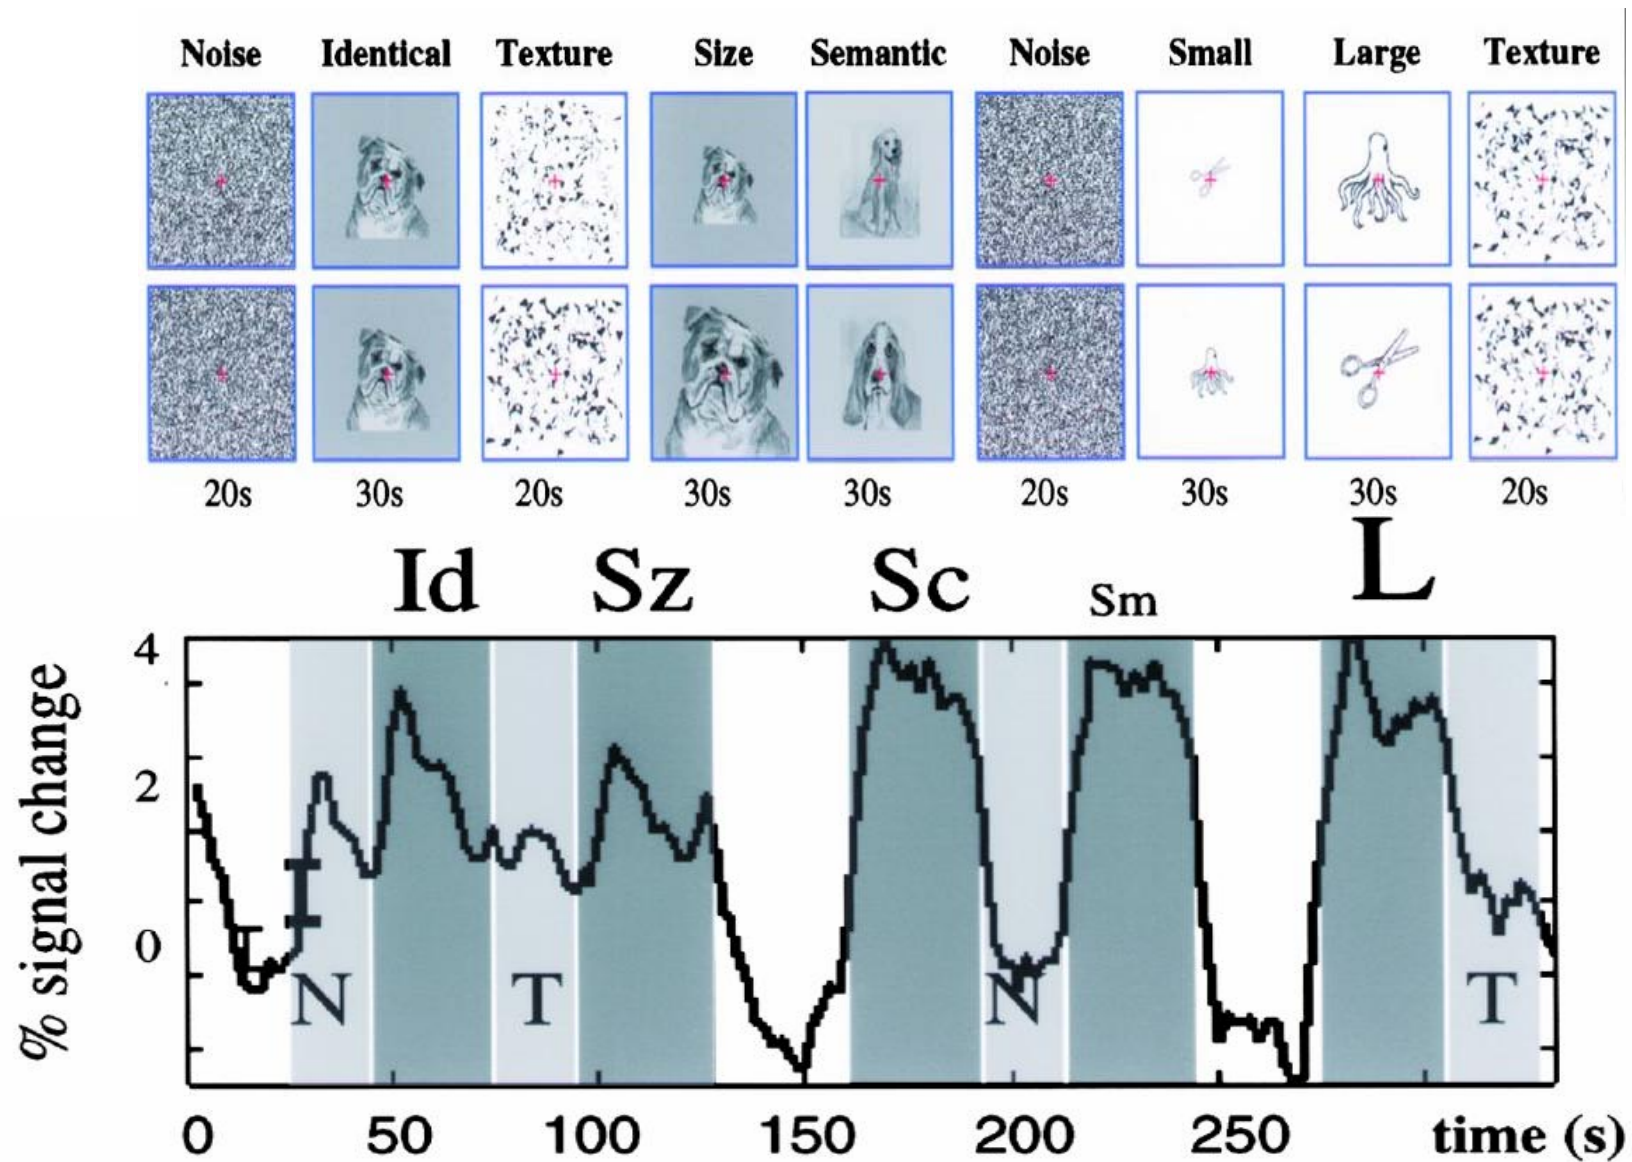 Noise Identical Texture Size Semantic Noise Small Large Texture
20s 30s 20s 30s 30s 20s 30s 30s 20s
Id Sz Sc Sm L
4
2
0
% signal change
N T N T
0 50 100 150 200 250 time (s)